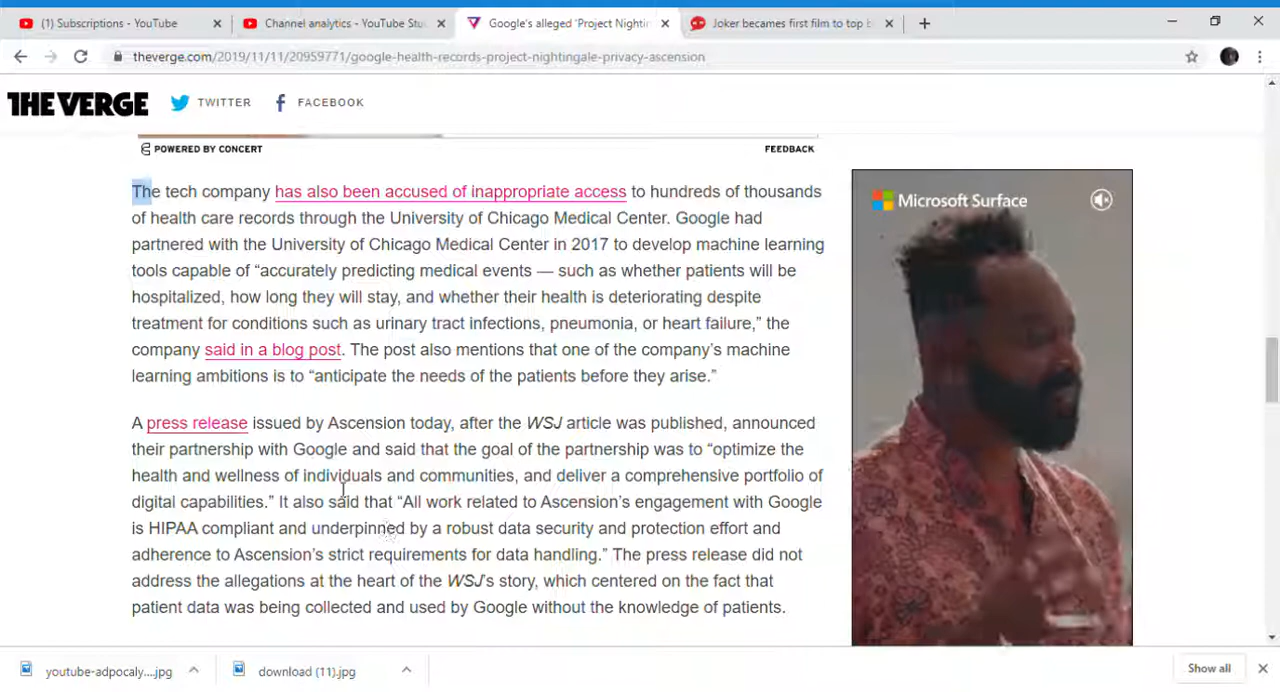 (1) Subscriptions - YouTube
Channel analytics - YouTube Stu
Google's alleged 'Project Nightin
Joker becames first film to top b
theverge.com/2019/11/11/20959771/google-health-records-project-nightingale-privacy-ascension
THE VERGE
TWITTER
FACEBOOK
POWERED BY CONCERT
FEEDBACK
The tech company has also been accused of inappropriate access to hundreds of thousands
of health care records through the University of Chicago Medical Center. Google had
partnered with the University of Chicago Medical Center in 2017 to develop machine learning
tools capable of “accurately predicting medical events — such as whether patients will be
hospitalized, how long they will stay, and whether their health is deteriorating despite
treatment for conditions such as urinary tract infections, pneumonia, or heart failure,” the
company said in a blog post. The post also mentions that one of the company’s machine
learning ambitions is to “anticipate the needs of the patients before they arise.”
A press release issued by Ascension today, after the WSJ article was published, announced
their partnership with Google and said that the goal of the partnership was to “optimize the
health and wellness of individuals and communities, and deliver a comprehensive portfolio of
digital capabilities.” It also said that “All work related to Ascension’s engagement with Google
is HIPAA compliant and underpinned by a robust data security and protection effort and
adherence to Ascension’s strict requirements for data handling.” The press release did not
address the allegations at the heart of the WSJ’s story, which centered on the fact that
patient data was being collected and used by Google without the knowledge of patients.
Microsoft Surface
youtube-adpocaly....jpg
download (11).jpg
Show all